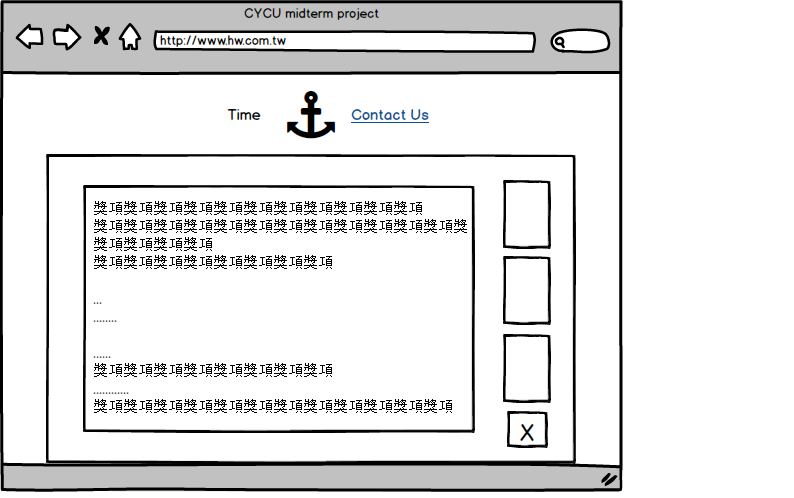 CYCU midterm project
http://www.hw.com.tw
Time
Contact Us
獎項獎項獎項獎項獎項獎項獎項獎項獎項獎項獎項
獎項獎項獎項獎項獎項獎項獎項獎項獎項獎項獎項獎項獎
獎項獎項獎項獎項
獎項獎項獎項獎項獎項獎項獎項獎項
...
........
......
獎項獎項獎項獎項獎項獎項獎項獎項
............
獎項獎項獎項獎項獎項獎項獎項獎項獎項獎項獎項獎項
X